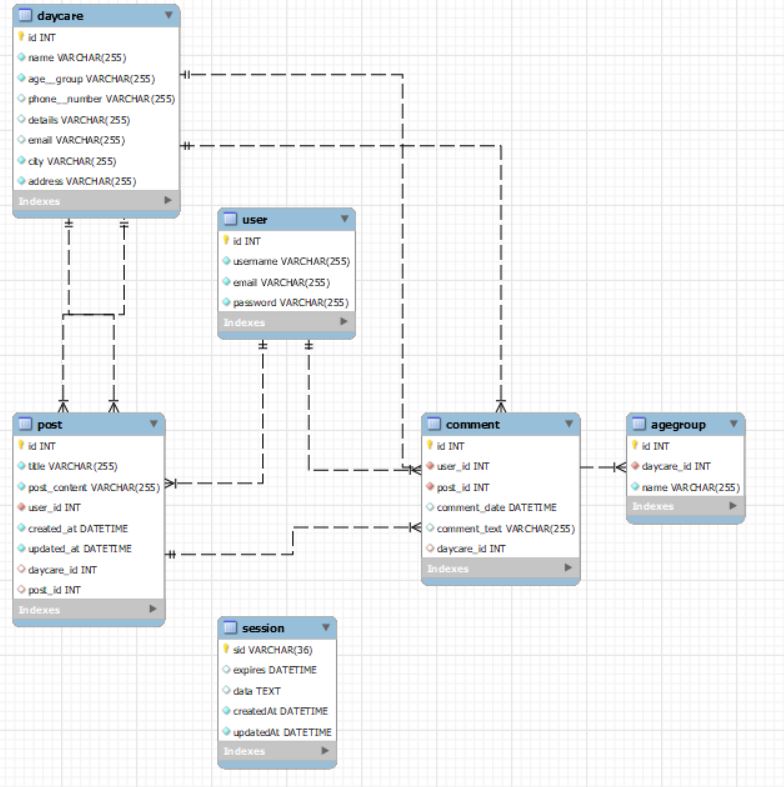 daycare
id INT
name VARCHAR(255)
age__group VARCHAR(255)
phone__number VARCHAR(255)
details VARCHAR(255)
email VARCHAR(255)
city VARCHAR(255)
address VARCHAR(255)
Indexes
user
id INT
username VARCHAR(255)
email VARCHAR(255)
password VARCHAR(255)
Indexes
post
id INT
title VARCHAR(255)
post_content VARCHAR(255)
user_id INT
created_at DATETIME
updated_at DATETIME
daycare_id INT
post_id INT
Indexes
comment
id INT
user_id INT
post_id INT
comment_date DATETIME
comment_text VARCHAR(255)
daycare_id INT
Indexes
agegroup
id INT
daycare_id INT
name VARCHAR(255)
Indexes
session
sid VARCHAR(36)
expires DATETIME
data TEXT
createdAt DATETIME
updatedAt DATETIME
Indexes